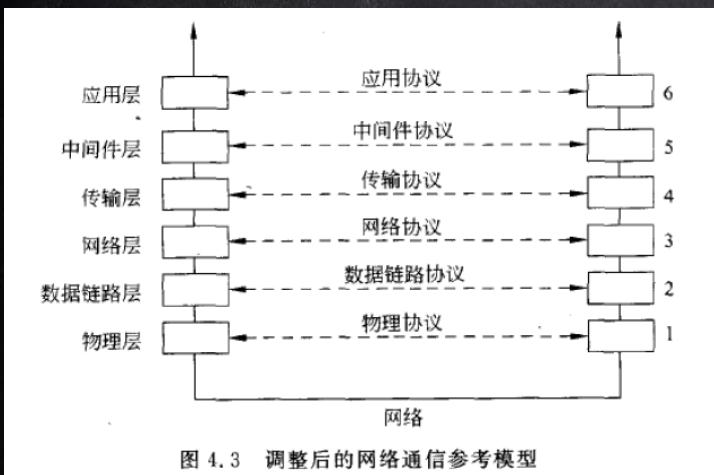 应用协议
应用层 6
中间件协议
中间件层 5
传输协议
传输层 4
网络协议
网络层 3
数据链路协议
数据链路层 2
物理协议
物理层 1
网络
图 4.3 调整后的网络通信参考模型